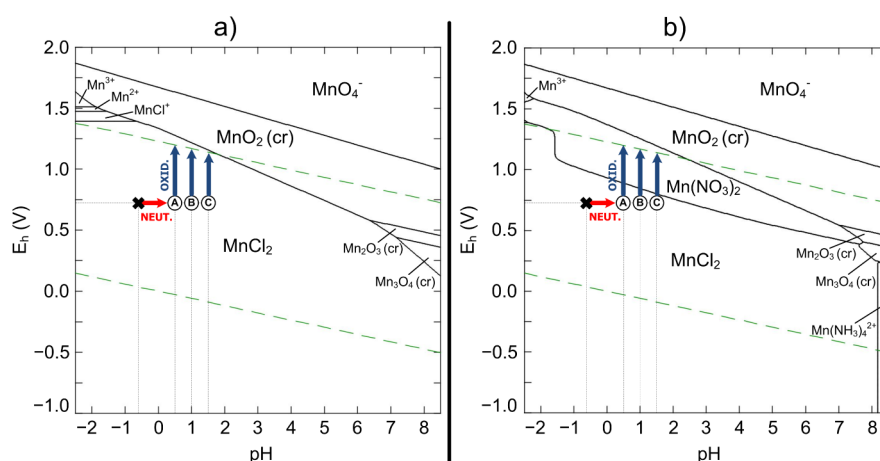 a)
2.0
1.5
1.0
0.5
0.0
−0.5
−1.0
Eh (V)
−2 −1 0 1 2 3 4 5 6 7 8
pH
MnO4-
Mn3+
Mn2+
MnCl+
MnO2 (cr)
OXID.
A B C
NEUT.
MnCl2
Mn2O3 (cr)
Mn3O4 (cr)
b)
2.0
1.5
1.0
0.5
0.0
−0.5
−1.0
Eh (V)
−2 −1 0 1 2 3 4 5 6 7 8
pH
MnO4-
Mn3+
MnO2 (cr)
OXID.
Mn(NO3)2
A B C
NEUT.
MnCl2
Mn2O3 (cr)
Mn3O4 (cr)
Mn(NH3)42+